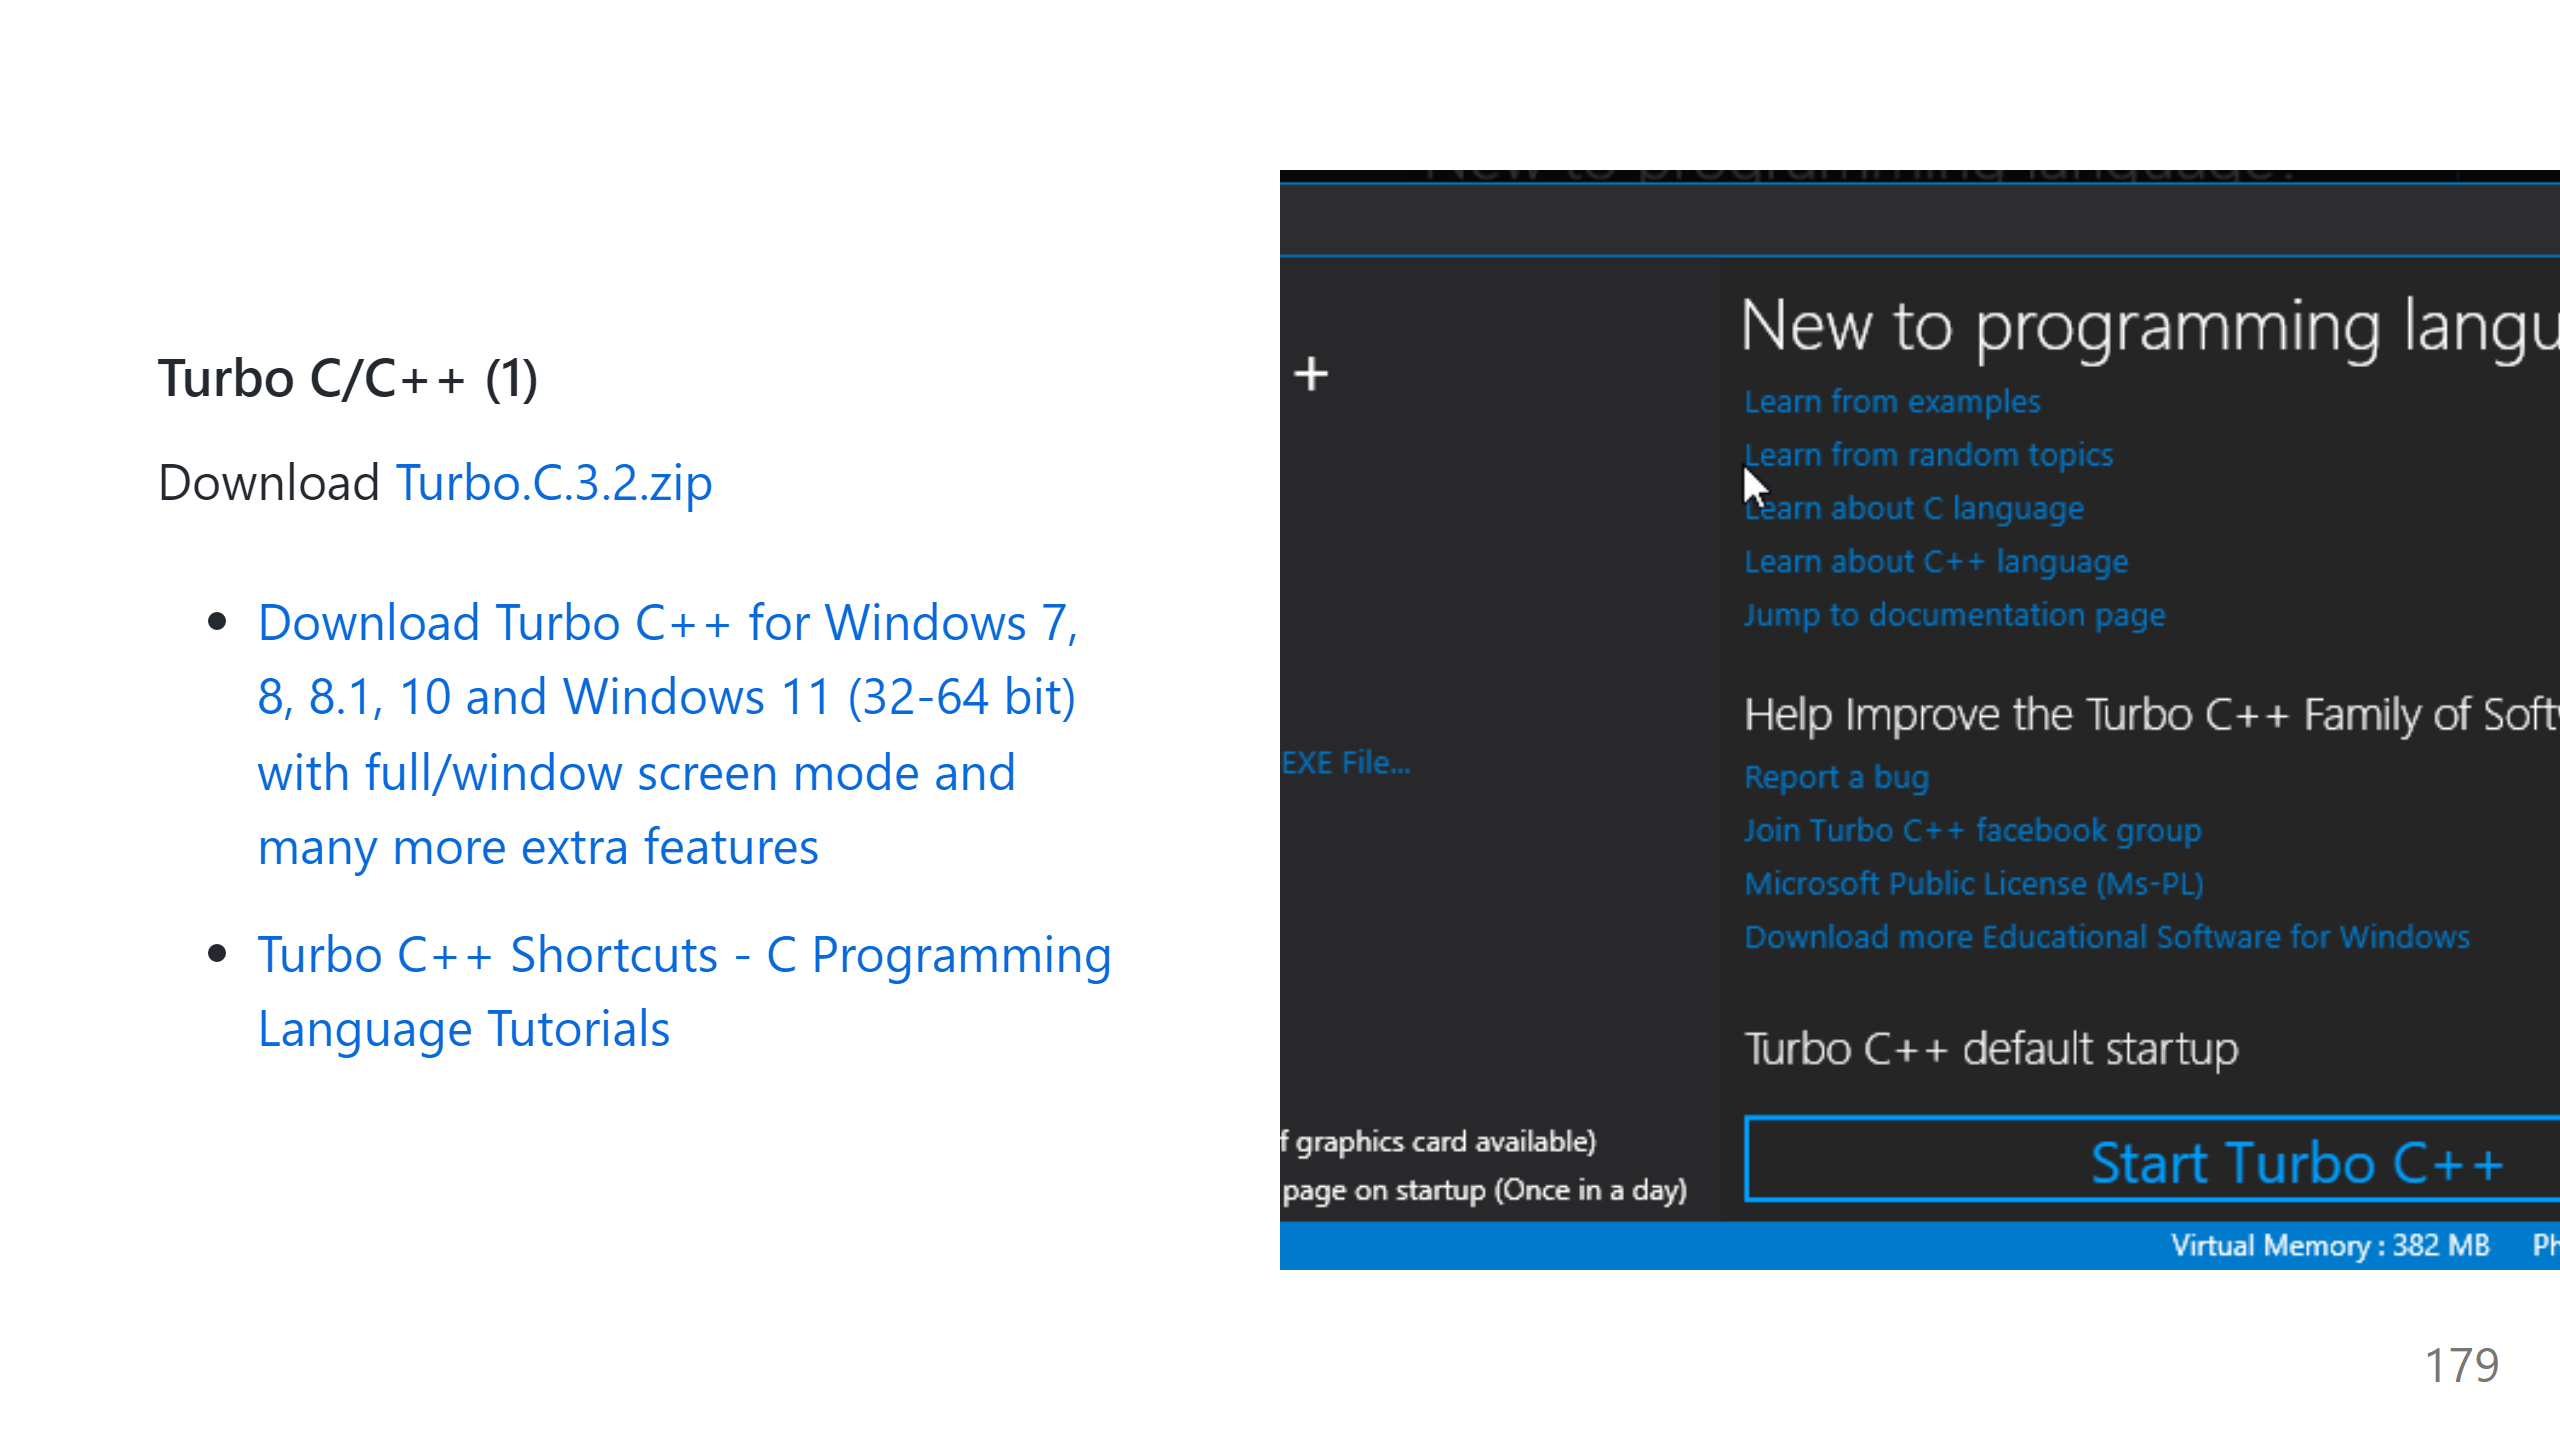 Turbo C/C++ (1)
Download Turbo.C.3.2.zip
• Download Turbo C++ for Windows 7,
8, 8.1, 10 and Windows 11 (32-64 bit)
with full/window screen mode and
many more extra features
• Turbo C++ Shortcuts - C Programming
Language Tutorials
+
EXE File...
graphics card available)
page on startup (Once in a day)
New to programming
Learn from examples
Learn from random topics
Learn about C language
Learn about C++ language
Jump to documentation page
Help Improve the Turbo C++ Family of
Report a bug
Join Turbo C++ facebook group
Microsoft Public License (Ms-PL)
Download more Educational Software for Windows
Turbo C++ default startup
Start Turbo C++
Virtual Memory : 382 MB
179